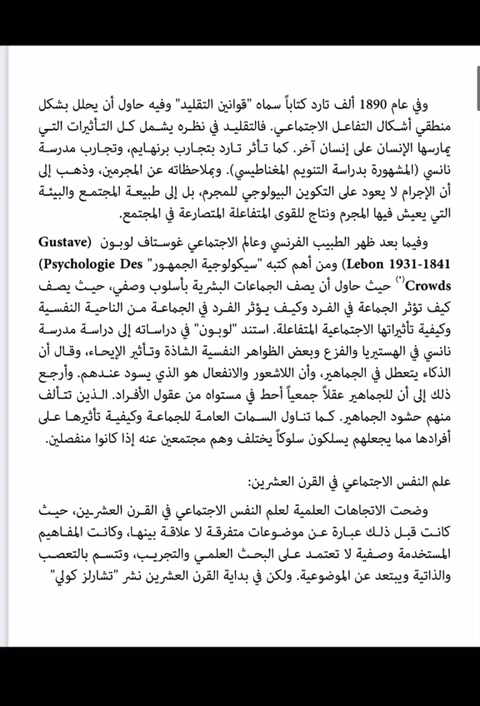 وفي عام 1890 ألف تارد كتاباً سماه "قوانين التقليد" وفيه حاول أن يحلل بشكل
منطقي أشكال التفاعل الاجتماعي. فالتقليد في نظره يشمل كل التأثيرات التي
يمارسها الإنسان على إنسان آخر. كما تأثر تارد بتجارب برنهايم، وتجارب مدرسة
نانسي (المشهورة بدراسة التنويم المغناطيسي). وبملاحظاته عن المجرمين، وذهب إلى
أن الإجرام لا يعود على التكوين البيولوجي للمجرم، بل إلى طبيعة المجتمع والبيئة
التي يعيش فيها المجرم ونتاج للقوى المتفاعلة المتصارعة في المجتمع.
وفيما بعد ظهر الطبيب الفرنسي وعالم الاجتماعي غوستاف لوبون (Gustave
Lebon 1931-1841) ومن أهم كتبه "سيكولوجية الجمهور" (Psychologie Des
Crowds(*) حيث حاول أن يصف الجماعات البشرية بأسلوب وصفي، حيث يصف
كيف تؤثر الجماعة في الفرد وكيف يؤثر الفرد في الجماعة من الناحية النفسية
وكيفية تأثيراتها الاجتماعية المتفاعلة. استند "لوبون" في دراساته إلى دراسة مدرسة
نانسي في الهستيريا والفزع وبعض الظواهر النفسية الشاذة وتأثير الإيحاء، وقال أن
الذكاء يتعطل في الجماهير، وأن اللاشعور والانفعال هو الذي يسود عندهم. وأرجع
ذلك إلى أن للجماهير عقلاً جمعياً أحط في مستواه من عقول الأفراد. الذين تتألف
منهم حشود الجماهير. كما تناول السمات العامة للجماعة وكيفية تأثيرها على
أفرادها مما يجعلهم يسلكون سلوكاً يختلف وهم مجتمعين عنه إذا كانوا منفصلين.
علم النفس الاجتماعي في القرن العشرين:
وضحت الاتجاهات العلمية لعلم النفس الاجتماعي في القرن العشرين، حيث
كانت قبل ذلك عبارة عن موضوعات متفرقة لا علاقة بينها، وكانت المفاهيم
المستخدمة وصفية لا تعتمد على البحث العلمي والتجريب، وتتسم بالتعصب
والذاتية ويبتعد عن الموضوعية. ولكن في بداية القرن العشرين نشر "تشارلز كولي"